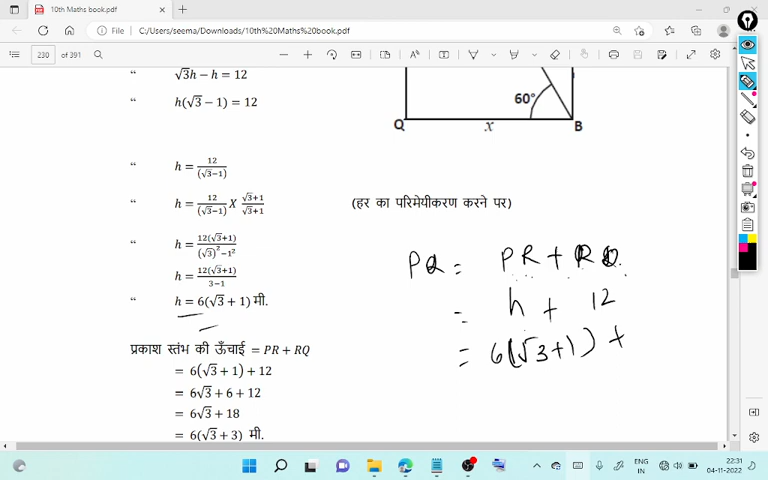 10th Maths book.pdf
File
C:/Users/seema/Downloads/10th%20Maths%20book.pdf
230 of 391
“ √3h − h = 12
“ h(√3 − 1) = 12
60°
Q x B
“ h = 12/(√3−1)
“ h = 12/(√3−1) X √3+1/√3+1 (हर का परिमेयीकरण करने पर)
“ h = 12(√3+1)/(√3)²−1²
h = 12(√3+1)/3−1
“ h = 6(√3 + 1) मी.
प्रकाश स्तंभ की ऊँचाई = PR + RQ
= 6(√3 + 1) + 12
= 6√3 + 6 + 12
= 6√3 + 18
= 6(√3 + 3) मी.
PQ = PR + RQ
= h + 12
= 6(√3+1) +
ENG
IN
22:31
04-11-2022